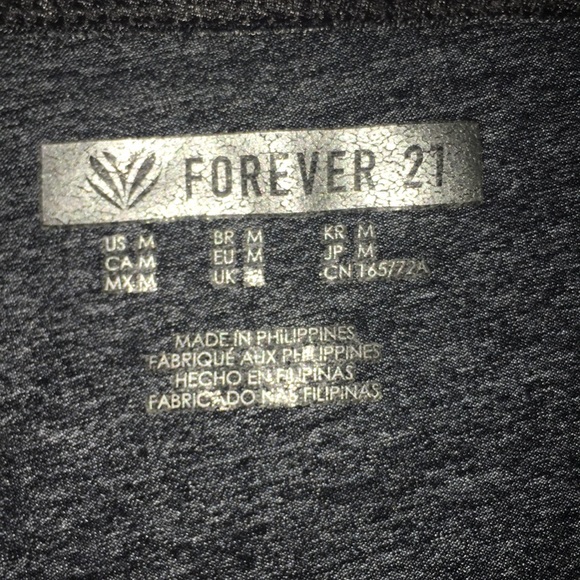 FOREVER 21
US M BR M KR M
CA M EU M JP M
MX M UK M CN 165/72A
MADE IN PHILIPPINES
FABRIQUÉ AUX PHILIPPINES
HECHO EN FILIPINAS
FABRICADO NAS FILIPINAS